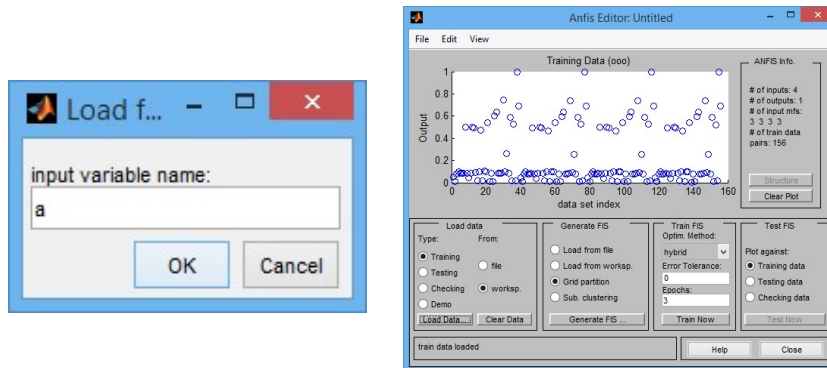 Load f...
input variable name:
a
OK
Cancel
Anfis Editor: Untitled
File Edit View
Training Data (ooo)
1
0.8
0.6
0.4
0.2
0
Output
0 20 40 60 80 100 120 140 160
data set index
ANFIS Info.
# of inputs: 4
# of outputs: 1
# of input mfs:
3 3 3 3
# of train data
pairs: 156
Structure
Clear Plot
Load data
Type: From:
Training
Testing
Checking
Demo
file
worksp.
Load Data...
Clear Data
Generate FIS
Load from file
Load from worksp.
Grid partition
Sub. clustering
Generate FIS ...
Train FIS
Optim. Method:
hybrid
Error Tolerance:
0
Epochs:
3
Train Now
Test FIS
Plot against:
Training data
Testing data
Checking data
Test Now
train data loaded
Help
Close